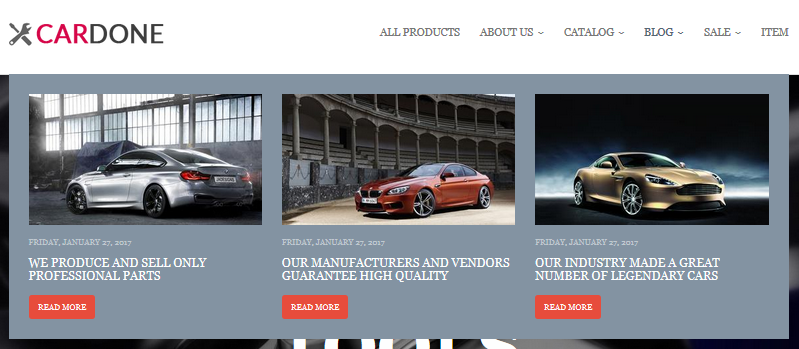 CARDONE
ALL PRODUCTS ABOUT US CATALOG BLOG SALE ITEM
FRIDAY, JANUARY 27, 2017
WE PRODUCE AND SELL ONLY
PROFESSIONAL PARTS
READ MORE
FRIDAY, JANUARY 27, 2017
OUR MANUFACTURERS AND VENDORS
GUARANTEE HIGH QUALITY
READ MORE
FRIDAY, JANUARY 27, 2017
OUR INDUSTRY MADE A GREAT
NUMBER OF LEGENDARY CARS
READ MORE
TOOLS